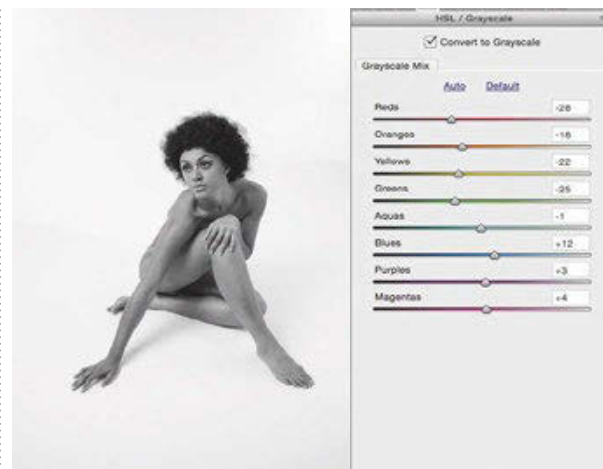 HSL / Grayscale
Convert to Grayscale
Grayscale Mix
Auto Default
Reds -28
Oranges -16
Yellows -22
Greens -25
Aquas -1
Blues +12
Purples +3
Magentas +4